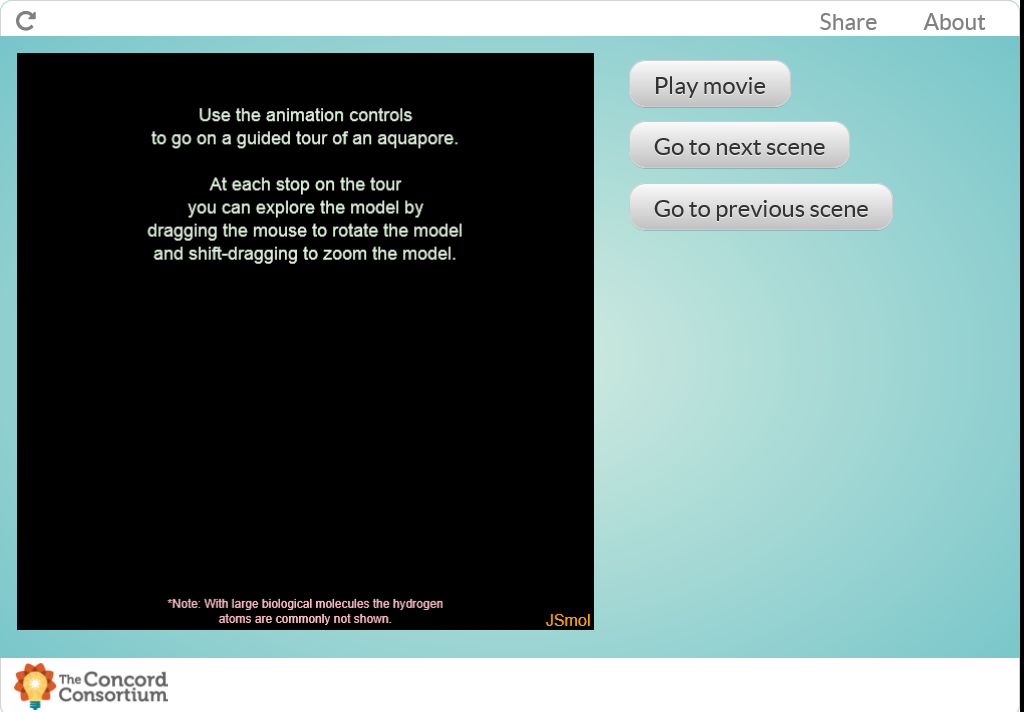 Share
About
Use the animation controls
to go on a guided tour of an aquapore.
At each stop on the tour
you can explore the model by
dragging the mouse to rotate the model
and shift-dragging to zoom the model.
*Note: With large biological molecules the hydrogen
atoms are commonly not shown.
JSmol
Play movie
Go to next scene
Go to previous scene
The Concord
Consortium